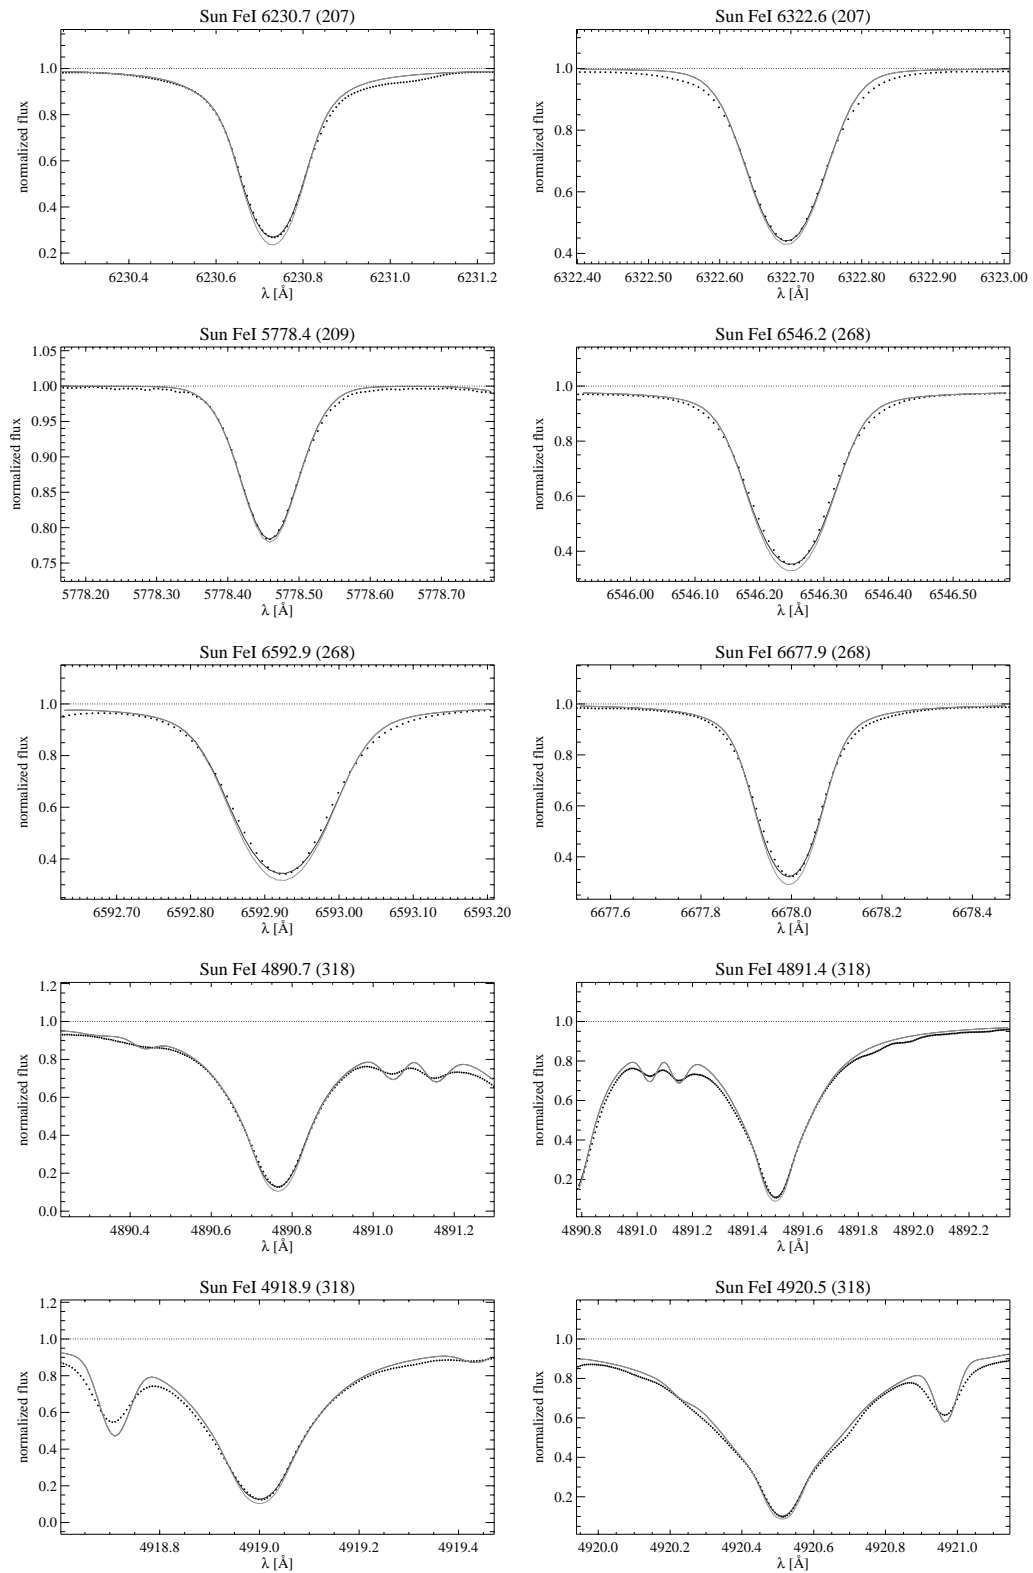 Sun FeI 6230.7 (207)
normalized flux
1.0
0.8
0.6
0.4
0.2
6230.4 6230.6 6230.8 6231.0 6231.2
λ [Å]
Sun FeI 6322.6 (207)
normalized flux
1.0
0.8
0.6
0.4
6322.40 6322.50 6322.60 6322.70 6322.80 6322.90 6323.00
λ [Å]
Sun FeI 5778.4 (209)
normalized flux
1.05
1.00
0.95
0.90
0.85
0.80
0.75
5778.20 5778.30 5778.40 5778.50 5778.60 5778.70
λ [Å]
Sun FeI 6546.2 (268)
normalized flux
1.0
0.8
0.6
0.4
6546.00 6546.10 6546.20 6546.30 6546.40 6546.50
λ [Å]
Sun FeI 6592.9 (268)
normalized flux
1.0
0.8
0.6
0.4
6592.70 6592.80 6592.90 6593.00 6593.10 6593.20
λ [Å]
Sun FeI 6677.9 (268)
normalized flux
1.0
0.8
0.6
0.4
6677.6 6677.8 6678.0 6678.2 6678.4
λ [Å]
Sun FeI 4890.7 (318)
normalized flux
1.2
1.0
0.8
0.6
0.4
0.2
0.0
4890.4 4890.6 4890.8 4891.0 4891.2
λ [Å]
Sun FeI 4891.4 (318)
normalized flux
1.0
0.8
0.6
0.4
0.2
4890.8 4891.0 4891.2 4891.4 4891.6 4891.8 4892.0 4892.2
λ [Å]
Sun FeI 4918.9 (318)
normalized flux
1.2
1.0
0.8
0.6
0.4
0.2
0.0
4918.8 4919.0 4919.2 4919.4
λ [Å]
Sun FeI 4920.5 (318)
normalized flux
1.0
0.8
0.6
0.4
0.2
4920.0 4920.2 4920.4 4920.6 4920.8 4921.0
λ [Å]